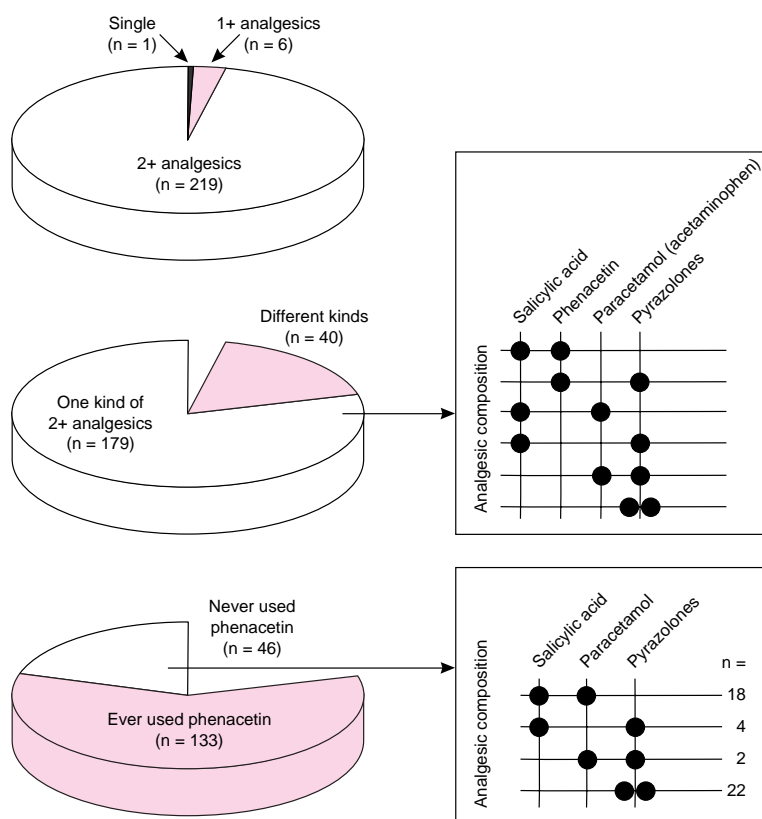 Single
(n = 1)
1+ analgesics
(n = 6)
2+ analgesics
(n = 219)
Different kinds
(n = 40)
One kind of
2+ analgesics
(n = 179)
Salicylic acid
Phenacetin
Paracetamol (acetaminophen)
Pyrazolones
Analgesic composition
Never used
phenacetin
(n = 46)
Ever used phenacetin
(n = 133)
Salicylic acid
Paracetamol
Pyrazolones
n =
18
4
2
22
Analgesic composition